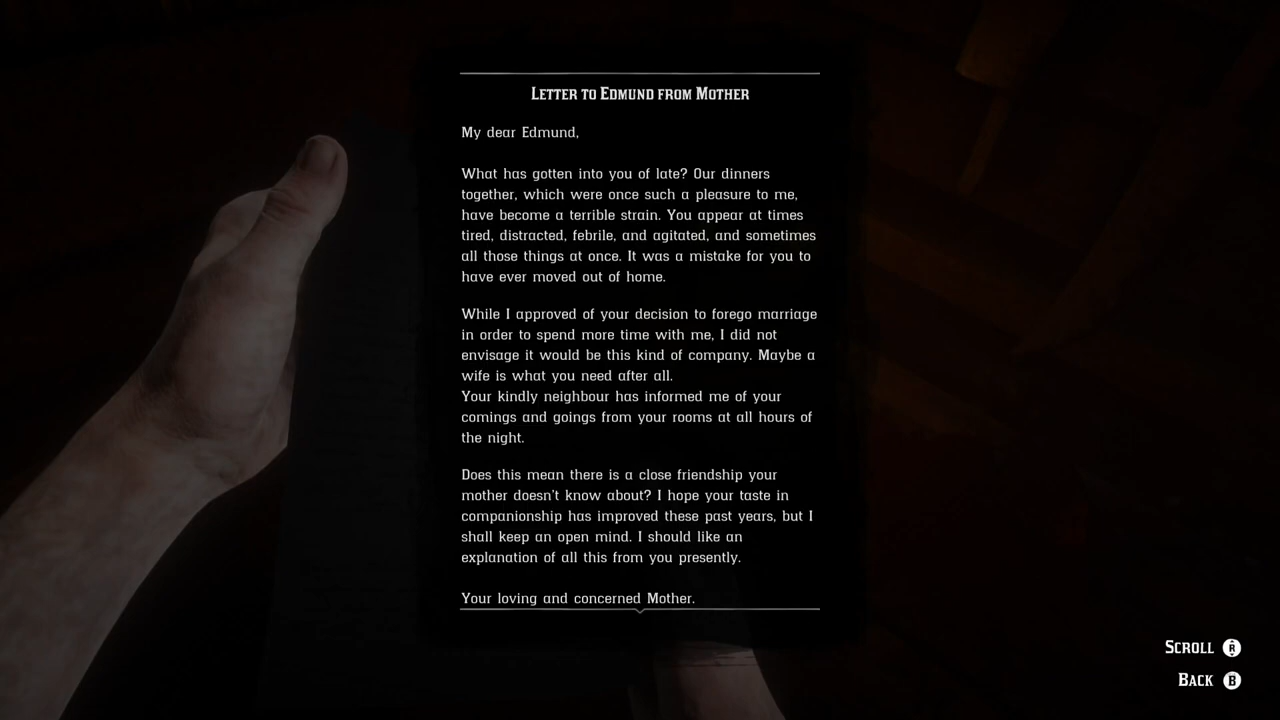 Letter to Edmund from Mother
My dear Edmund,
What has gotten into you of late? Our dinners
together, which were once such a pleasure to me,
have become a terrible strain. You appear at times
tired, distracted, febrile, and agitated, and sometimes
all those things at once. It was a mistake for you to
have ever moved out of home.
While I approved of your decision to forego marriage
in order to spend more time with me, I did not
envisage it would be this kind of company. Maybe a
wife is what you need after all.
Your kindly neighbour has informed me of your
comings and goings from your rooms at all hours of
the night.
Does this mean there is a close friendship your
mother doesn't know about? I hope your taste in
companionship has improved these past years, but I
shall keep an open mind. I should like an
explanation of all this from you presently.
Your loving and concerned Mother.
Scroll R
Back B